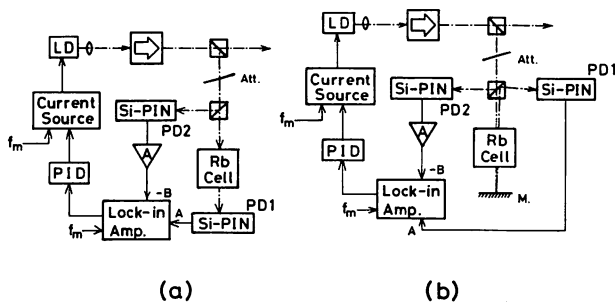 LD
Att.
Current
Source
Si-PIN
PD2
fm
A
Rb
Cell
PID
-B
PD1
Lock-in
Amp.
A
Si-PIN
fm
(a)
LD
Att.
PD1
Current
Source
Si-PIN
Si-PIN
PD2
fm
A
Rb
Cell
PID
-B
M.
Lock-in
Amp.
fm
A
(b)